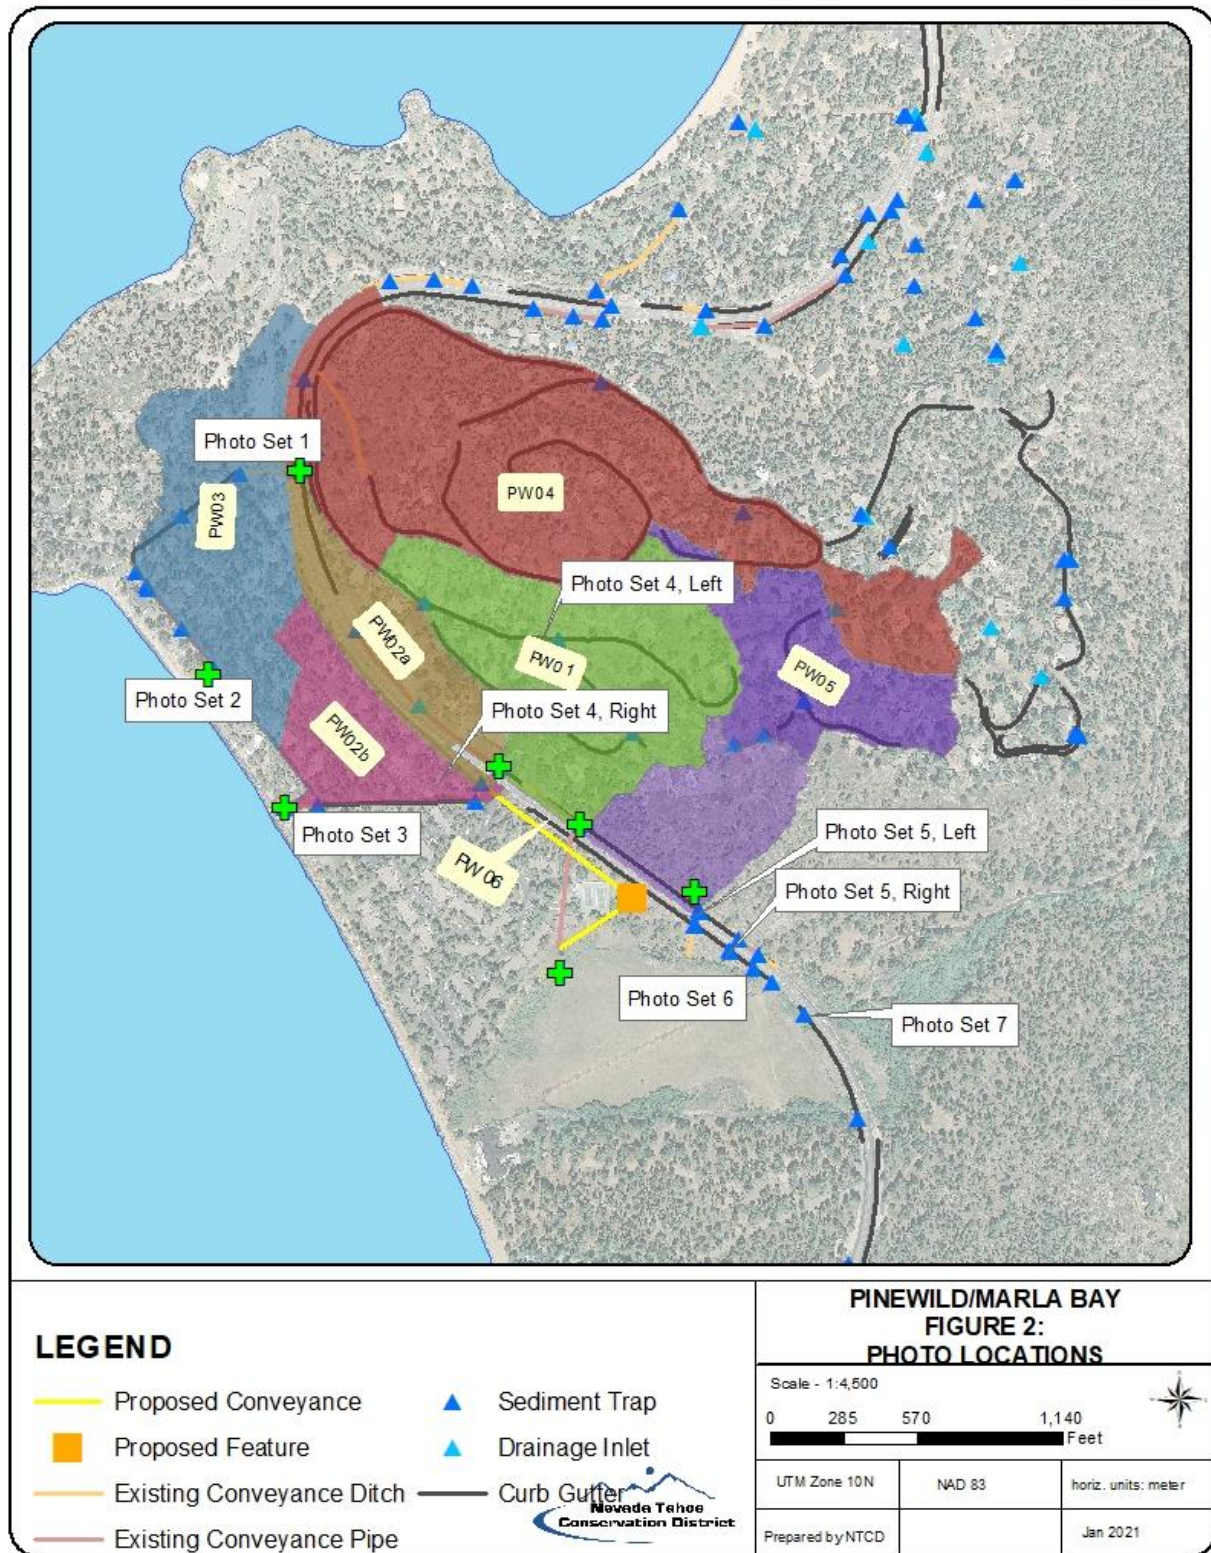 Photo Set 1
PW03
PW04
Photo Set 4, Left
PW02a
PW01
PW05
Photo Set 2
Photo Set 4, Right
PW02b
Photo Set 3
PW06
Photo Set 5, Left
Photo Set 5, Right
Photo Set 6
Photo Set 7
LEGEND
Proposed Conveyance
Proposed Feature
Existing Conveyance Ditch
Existing Conveyance Pipe
Sediment Trap
Drainage Inlet
Curb Gutter
Nevada Tahoe
Conservation District
PINEWILD/MARLA BAY
FIGURE 2:
PHOTO LOCATIONS
Scale - 1:4,500
0 285 570 1,140
Feet
UTM Zone 10N
NAD 83
horiz. units: meter
Prepared by NTCD
Jan 2021